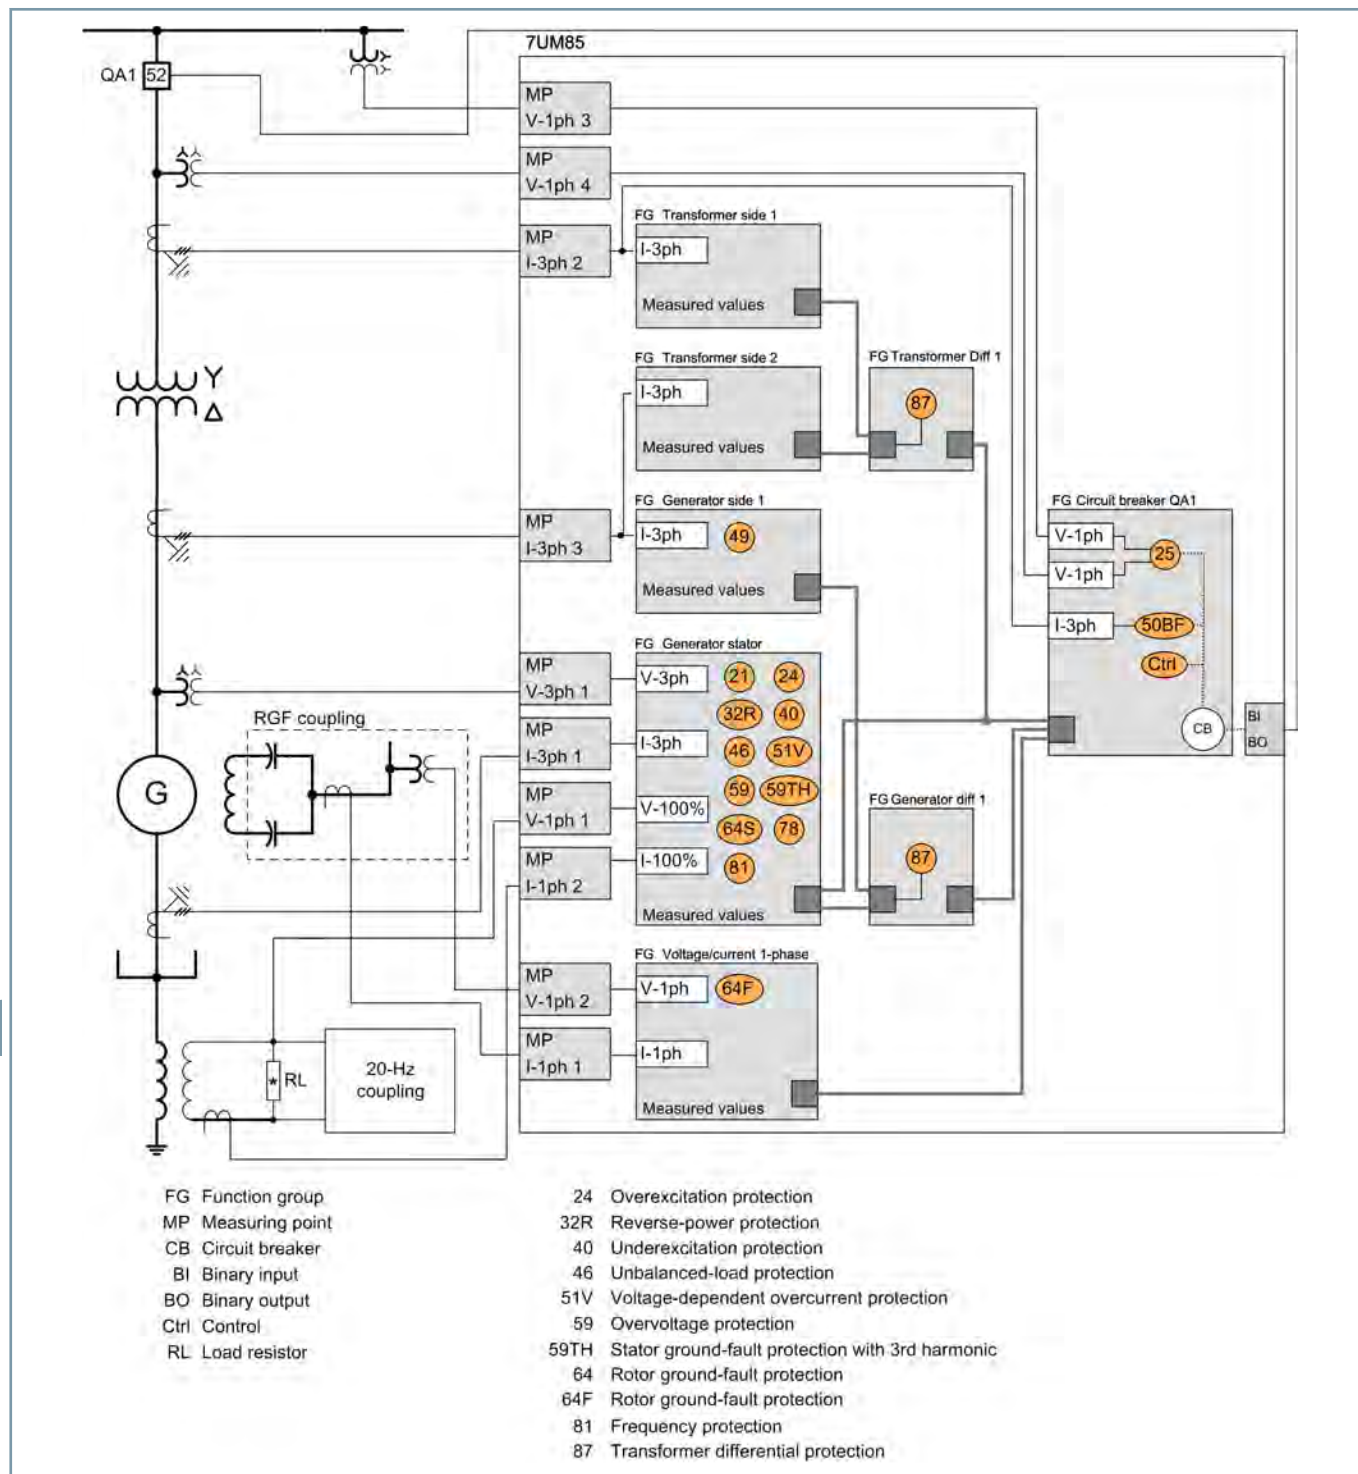 7UM85
QA1
52
Y
Y
MP
V-1ph 3
MP
V-1ph 4
MP
I-3ph 2
FG Transformer side 1
I-3ph
Measured values
Y
Δ
FG Transformer side 2
I-3ph
Measured values
FG Transformer Diff 1
87
MP
I-3ph 3
FG Generator side 1
I-3ph
49
Measured values
FG Circuit breaker QA1
V-1ph
25
V-1ph
I-3ph
50BF
Ctrl
CB
BI
BO
FG Generator stator
MP
V-3ph 1
V-3ph
21
24
32R
40
MP
I-3ph 1
I-3ph
46
51V
59
59TH
MP
V-1ph 1
V-100%
64S
78
MP
I-1ph 2
I-100%
81
Measured values
RGF coupling
G
FG Generator diff 1
87
FG Voltage/current 1-phase
MP
V-1ph 2
V-1ph
64F
MP
I-1ph 1
I-1ph
Measured values
* RL
20-Hz
coupling
FG Function group
MP Measuring point
CB Circuit breaker
BI Binary input
BO Binary output
Ctrl Control
RL Load resistor
24 Overexcitation protection
32R Reverse-power protection
40 Underexcitation protection
46 Unbalanced-load protection
51V Voltage-dependent overcurrent protection
59 Overvoltage protection
59TH Stator ground-fault protection with 3rd harmonic
64 Rotor ground-fault protection
64F Rotor ground-fault protection
81 Frequency protection
87 Transformer differential protection